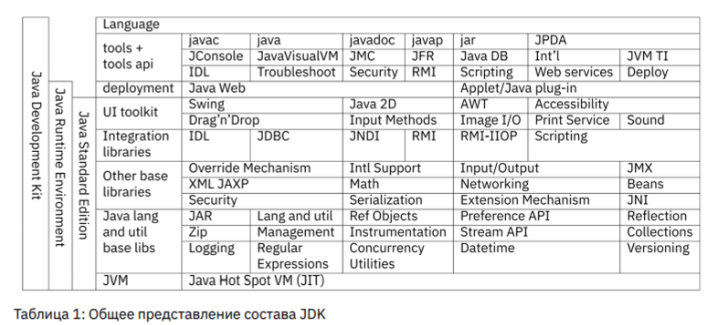 Java Development Kit
Java Runtime Environment
Java Standard Edition
Language
tools +
tools api
javac java javadoc javap jar JPDA
JConsole JavaVisualVM JMC JFR Java DB Int'l JVM TI
IDL Troubleshoot Security RMI Scripting Web services Deploy
deployment Java Web Applet/Java plug-in
UI toolkit
Swing Java 2D AWT Accessibility
Drag'n'Drop Input Methods Image I/O Print Service Sound
Integration
libraries
IDL JDBC JNDI RMI RMI-IIOP Scripting
Other base
libraries
Override Mechanism Intl Support Input/Output JMX
XML JAXP Math Networking Beans
Security Serialization Extension Mechanism JNI
Java lang
and util
base libs
JAR Lang and util Ref Objects Preference API Reflection
Zip Management Instrumentation Stream API Collections
Logging Regular Concurrency Datetime Versioning
Expressions Utilities
JVM Java Hot Spot VM (JIT)
Таблица 1: Общее представление состава JDK